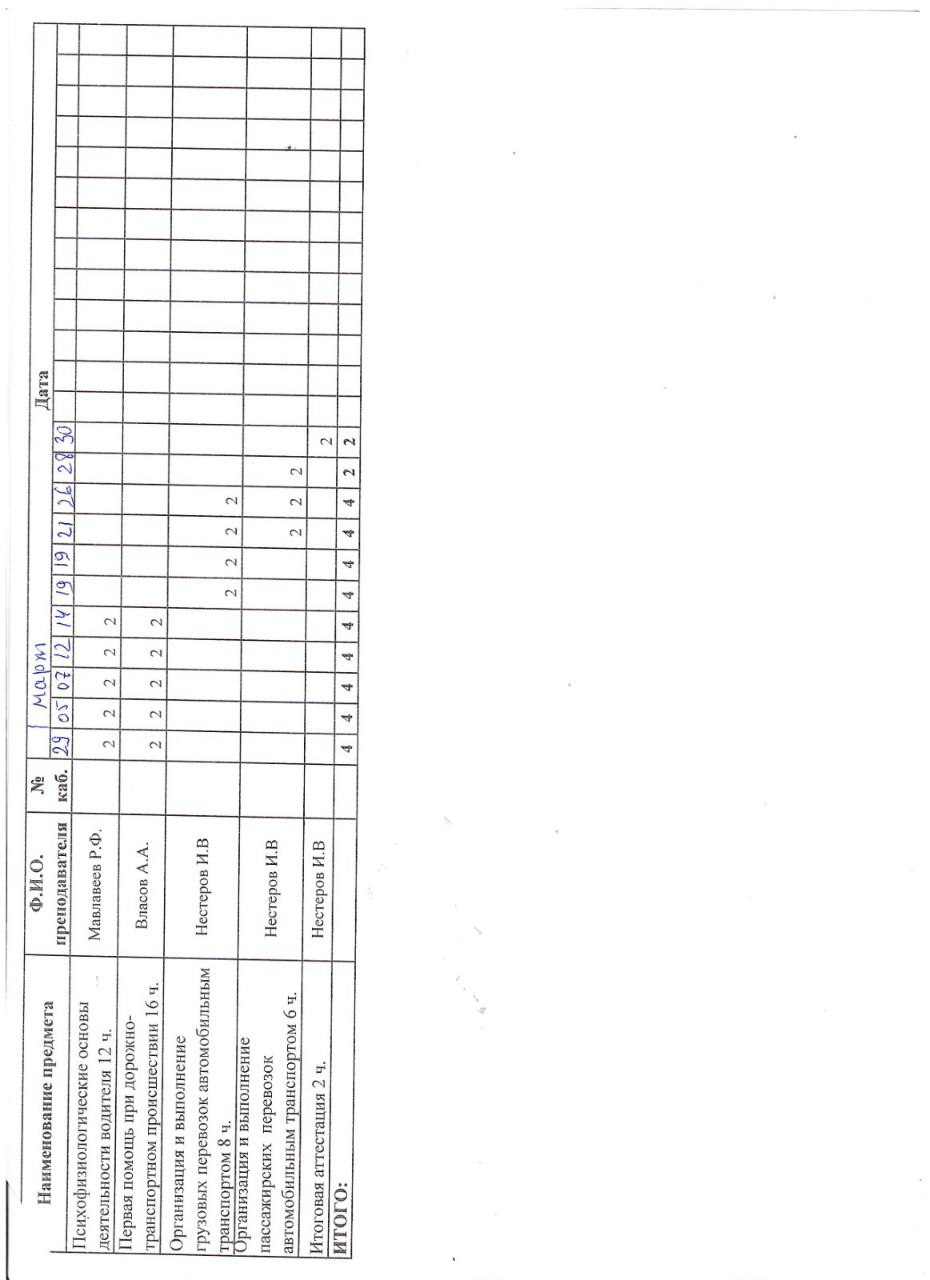 Наименование предмета
Ф.И.О.
преподавателя
№
каб.
март
Дата
29 05 07 12 14 19 19 21 26 28 30
Психофизиологические основы
деятельности водителя 12 ч.
Мавлавеев Р.Ф.
2 2 2 2 2
Первая помощь при дорожно-
транспортном происшествии 16 ч.
Власов А.А.
2 2 2 2 2
Организация и выполнение
грузовых перевозок автомобильным
транспортом 8 ч.
Нестеров И.В
2 2 2 2
Организация и выполнение
пассажирских перевозок
автомобильным транспортом 6 ч.
Нестеров И.В
2 2 2
Итоговая аттестация 2 ч.
Нестеров И.В
2
ИТОГО:
4 4 4 4 4 4 4 4 4 2 2